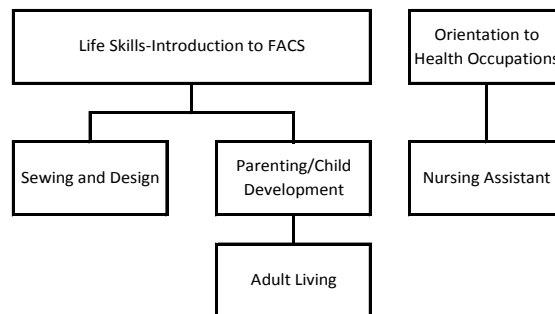 Life Skills-Introduction to FACS
Orientation to
Health Occupations
Sewing and Design
Parenting/Child
Development
Nursing Assistant
Adult Living